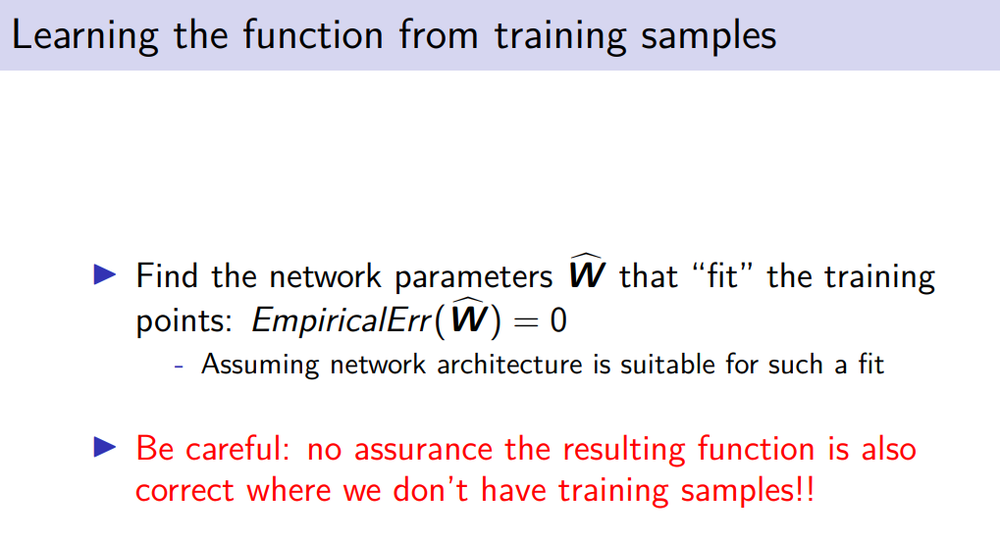 Learning the function from training samples
▶ Find the network parameters $\widehat{\boldsymbol{W}}$ that “fit” the training
points: $EmpiricalErr(\widehat{\boldsymbol{W}}) = 0$
- Assuming network architecture is suitable for such a fit
▶ Be careful: no assurance the resulting function is also
correct where we don’t have training samples!!